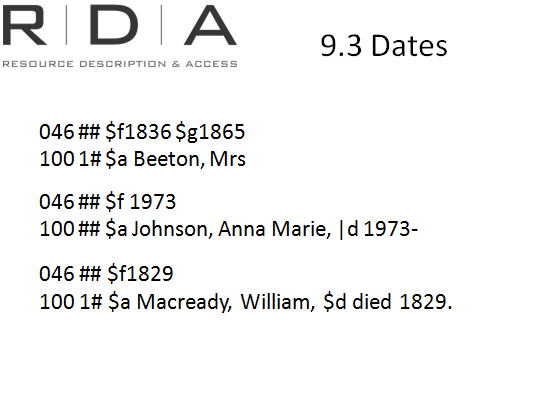 R | D | A
RESOURCE DESCRIPTION & ACCESS
9.3 Dates
046 ## $f1836 $g1865
100 1# $a Beeton, Mrs
046 ## $f 1973
100 ## $a Johnson, Anna Marie, |d 1973-
046 ## $f1829
100 1# $a Macready, William, $d died 1829.